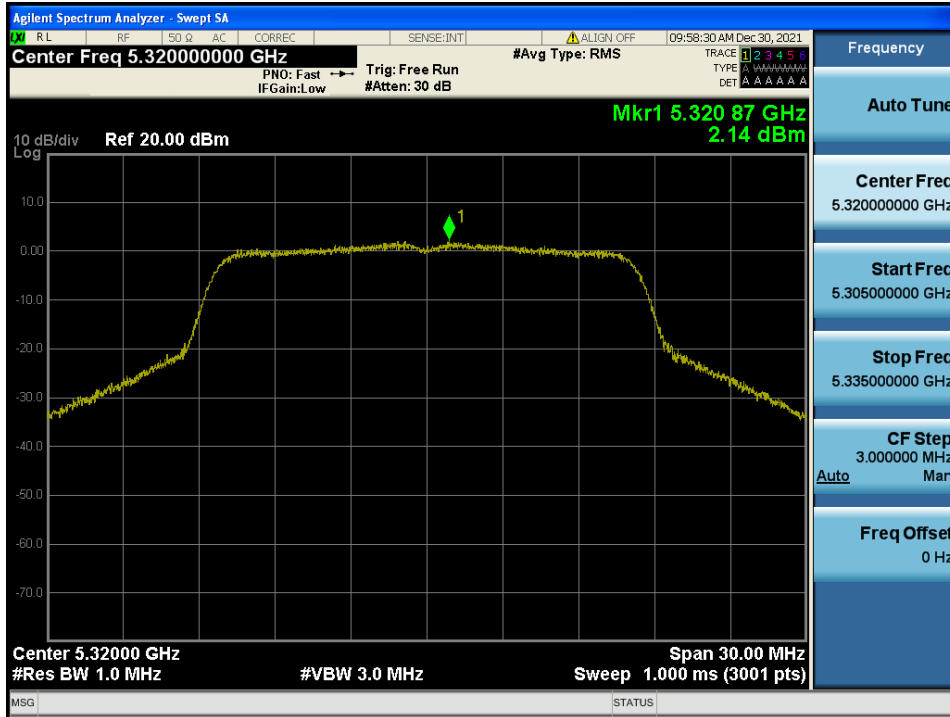 Agilent Spectrum Analyzer - Swept SA
LXI RL RF 50 Ω AC CORREC SENSE:INT ALIGN OFF 09:58:30 AM Dec 30, 2021
Center Freq 5.320000000 GHz
PNO: Fast
IFGain:Low
Trig: Free Run
#Atten: 30 dB
#Avg Type: RMS
TRACE 1 2 3 4 5 6
TYPE A WWWWW
DET A A A A A A
Mkr1 5.320 87 GHz
2.14 dBm
10 dB/div Ref 20.00 dBm
Log
10.0
0.00
-10.0
-20.0
-30.0
-40.0
-50.0
-60.0
-70.0
1
Center 5.32000 GHz
Span 30.00 MHz
#Res BW 1.0 MHz
#VBW 3.0 MHz
Sweep 1.000 ms (3001 pts)
MSG
STATUS
Frequency
Auto Tune
Center Freq
5.320000000 GHz
Start Freq
5.305000000 GHz
Stop Freq
5.335000000 GHz
CF Step
3.000000 MHz
Auto Man
Freq Offset
0 Hz